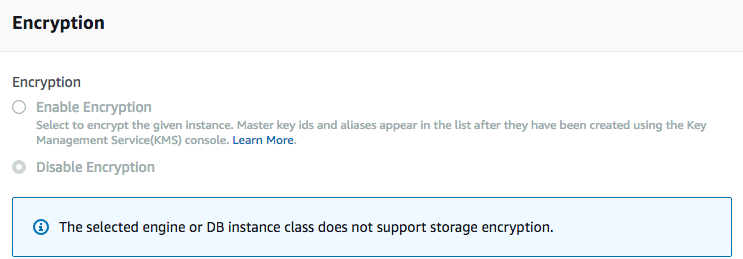 Encryption
Encryption
Enable Encryption
Select to encrypt the given instance. Master key ids and aliases appear in the list after they have been created using the Key
Management Service(KMS) console. Learn More.
Disable Encryption
The selected engine or DB instance class does not support storage encryption.